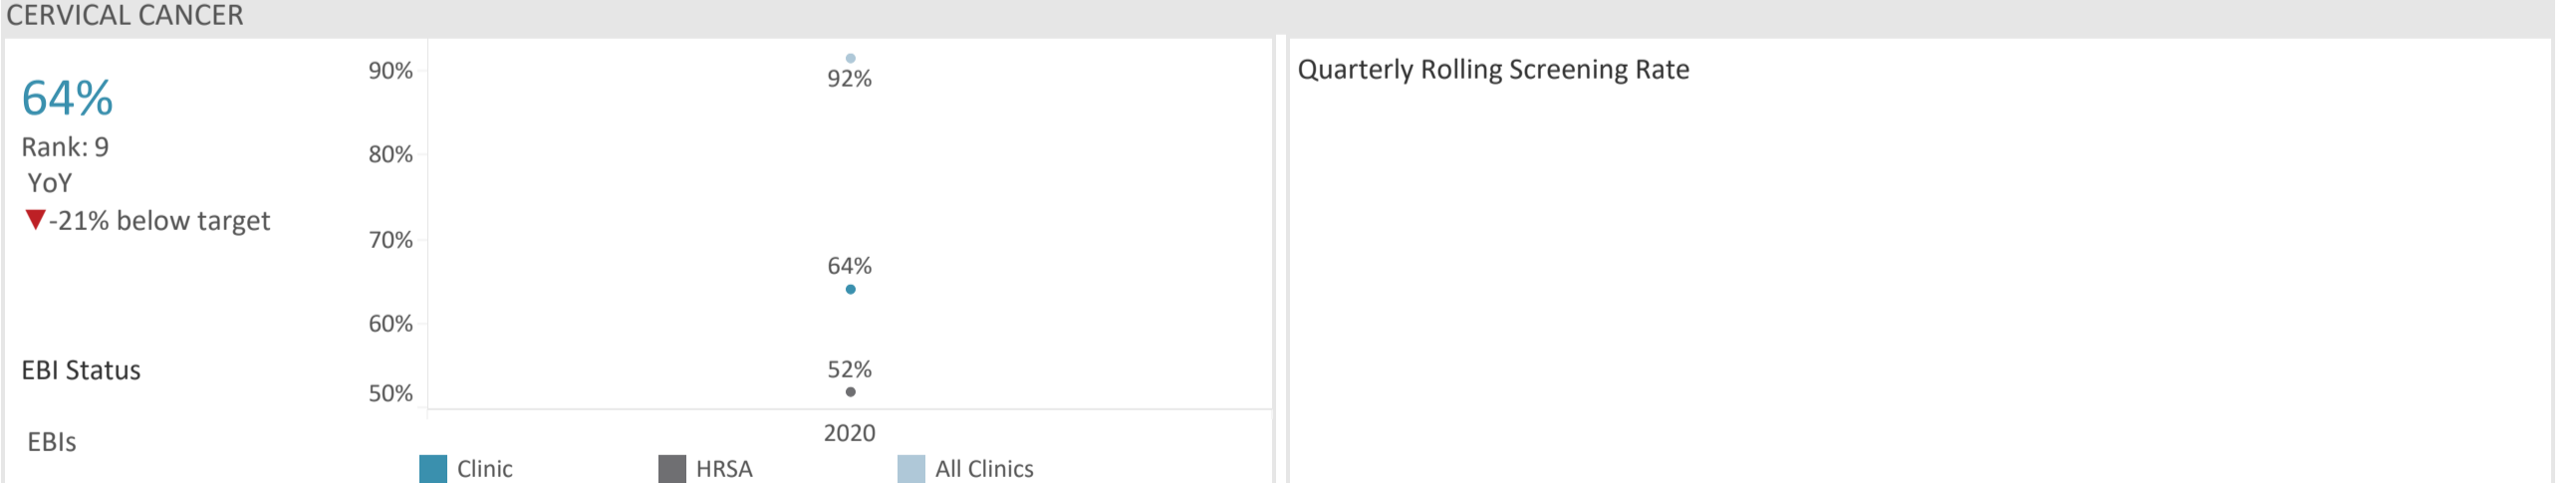 CERVICAL CANCER
64%
Rank: 9
YoY
▼-21% below target
EBI Status
EBIs
90%
80%
70%
60%
50%
92%
64%
52%
2020
Clinic
HRSA
All Clinics
Quarterly Rolling Screening Rate